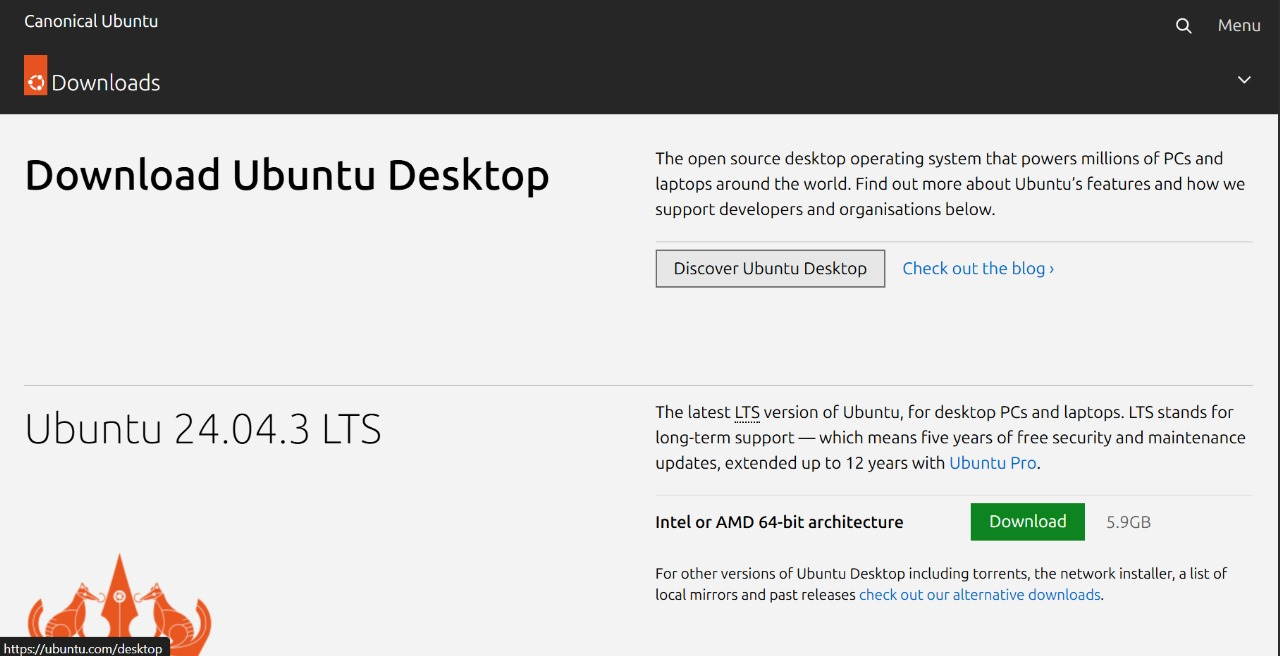 Canonical Ubuntu
Menu
Downloads
Download Ubuntu Desktop
The open source desktop operating system that powers millions of PCs and
laptops around the world. Find out more about Ubuntu’s features and how we
support developers and organisations below.
Discover Ubuntu Desktop
Check out the blog ›
Ubuntu 24.04.3 LTS
The latest LTS version of Ubuntu, for desktop PCs and laptops. LTS stands for
long-term support — which means five years of free security and maintenance
updates, extended up to 12 years with Ubuntu Pro.
Intel or AMD 64-bit architecture
Download
5.9GB
For other versions of Ubuntu Desktop including torrents, the network installer, a list of
local mirrors and past releases check out our alternative downloads.
https://ubuntu.com/desktop